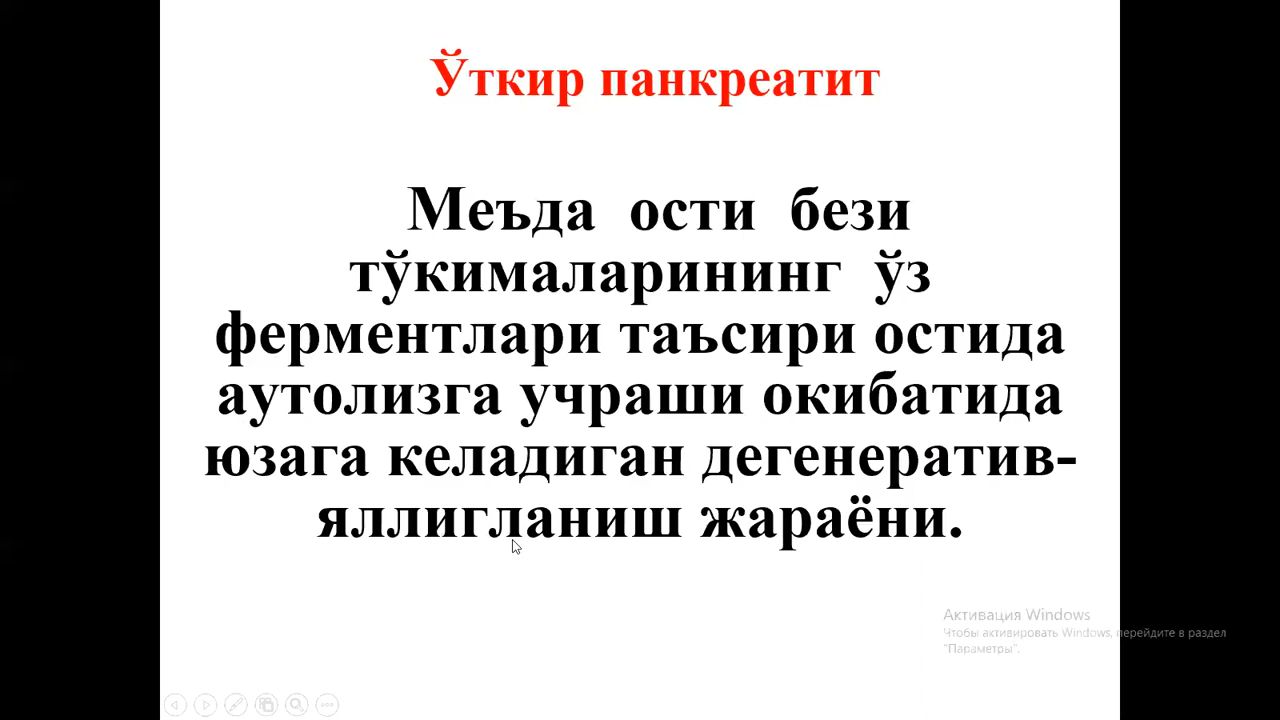 Ўткир панкреатит
Меъда ости бези
тўкималарининг ўз
ферментлари таъсири остида
аутолизга учраши окибатида
юзага келадиган дегенератив-
яллигланиш жараёни.
Активация Windows
Чтобы активировать Windows, перейдите в раздел
"Параметры".